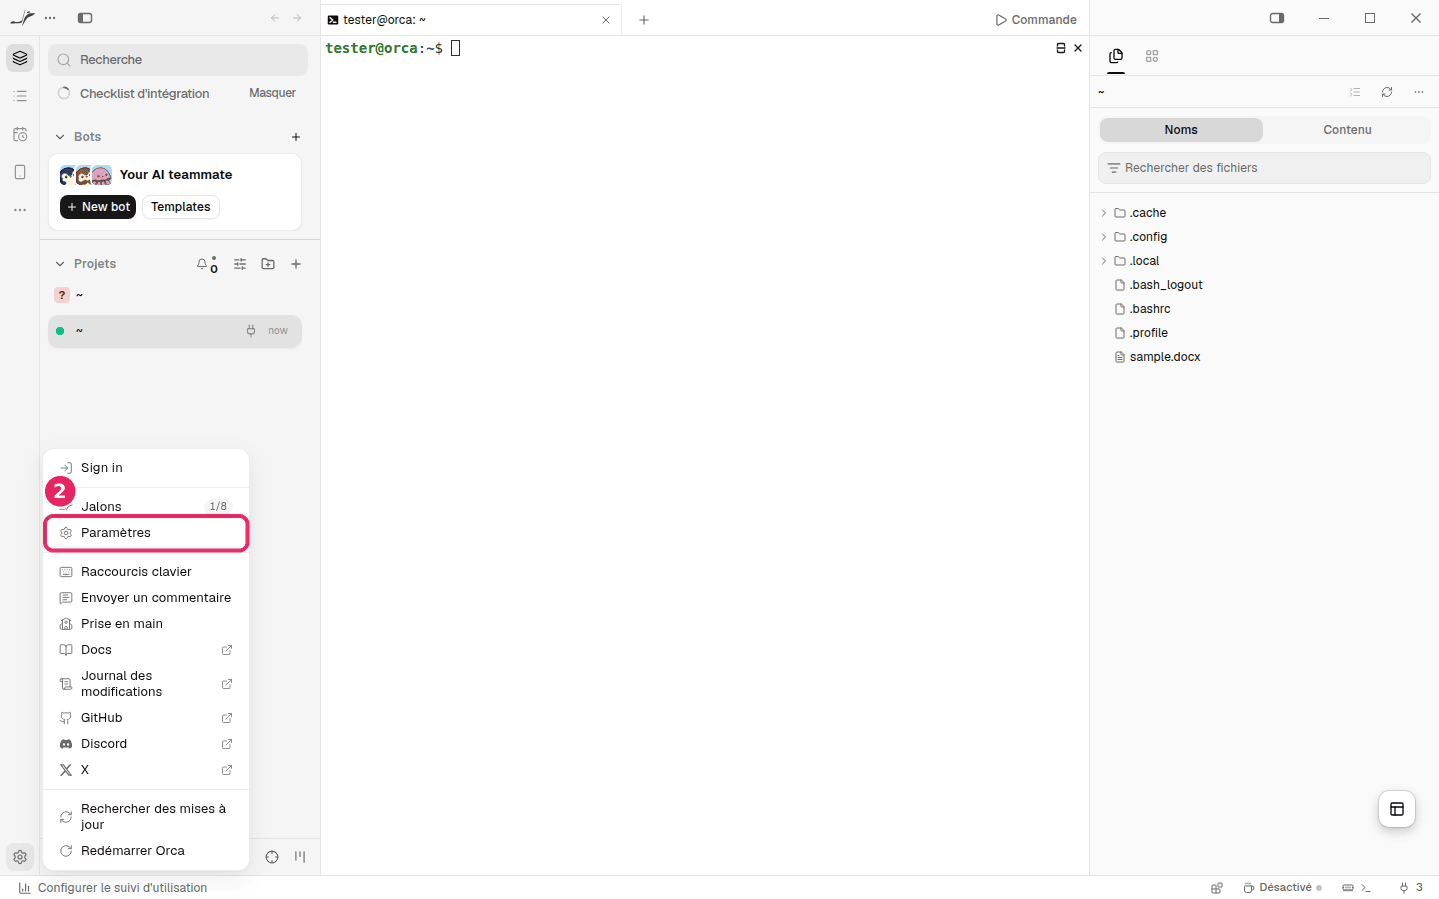 tester@orca: ~
Commande
Recherche
Checklist d'intégration
Masquer
Bots
Your AI teammate
New bot
Templates
Projets
0
? ~
~
now
Sign in
2
Jalons
1/8
Paramètres
Raccourcis clavier
Envoyer un commentaire
Prise en main
Docs
Journal des
modifications
GitHub
Discord
X
Rechercher des mises à
jour
Redémarrer Orca
tester@orca:~$
~
Noms
Contenu
Rechercher des fichiers
.cache
.config
.local
.bash_logout
.bashrc
.profile
sample.docx
Configurer le suivi d'utilisation
Désactivé
3